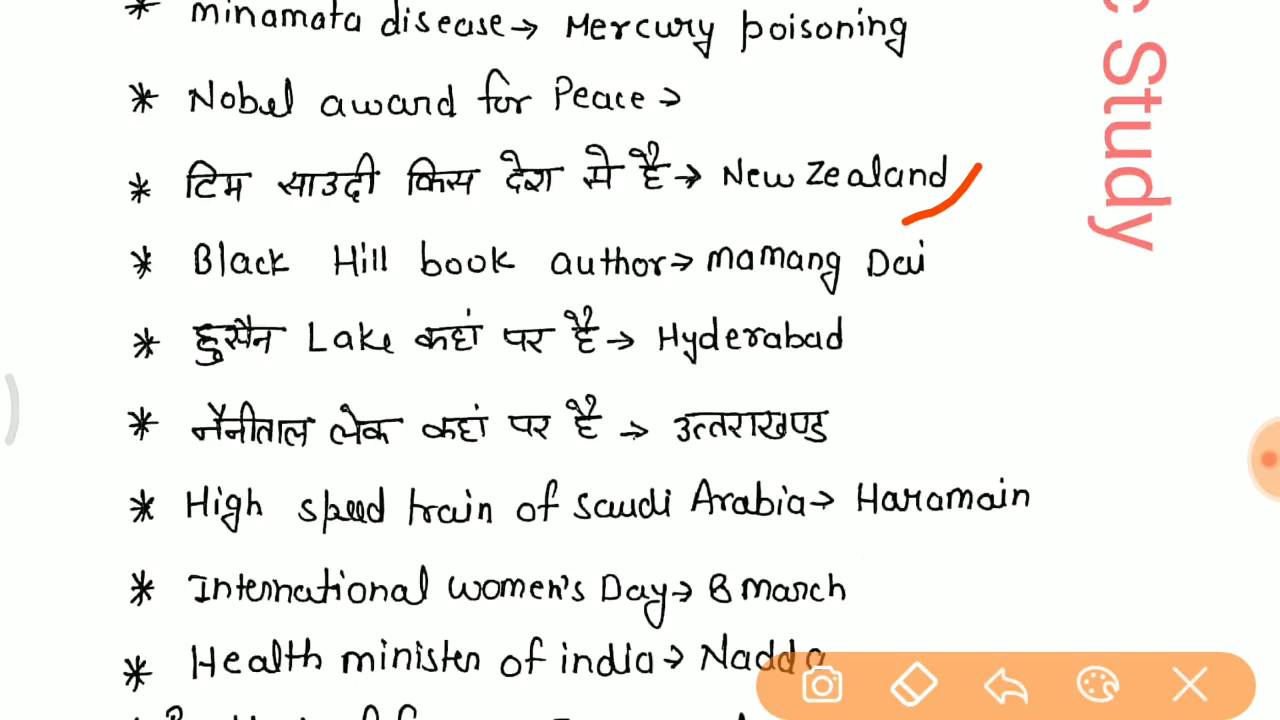 * minamata disease→ Mercury poisoning
* Nobel award for Peace →
* टिम साउदी किस देश से है → New Zealand
* Black Hill book author→ mamang Dai
* हुसैन Lake कहां पर है → Hyderabad
* नैनीताल लेक कहां पर है → उत्तराखण्ड
* High speed train of saudi Arabia→ Haramain
* International women's Day→ 8 march
* Health minister of india→ Nadda
Study